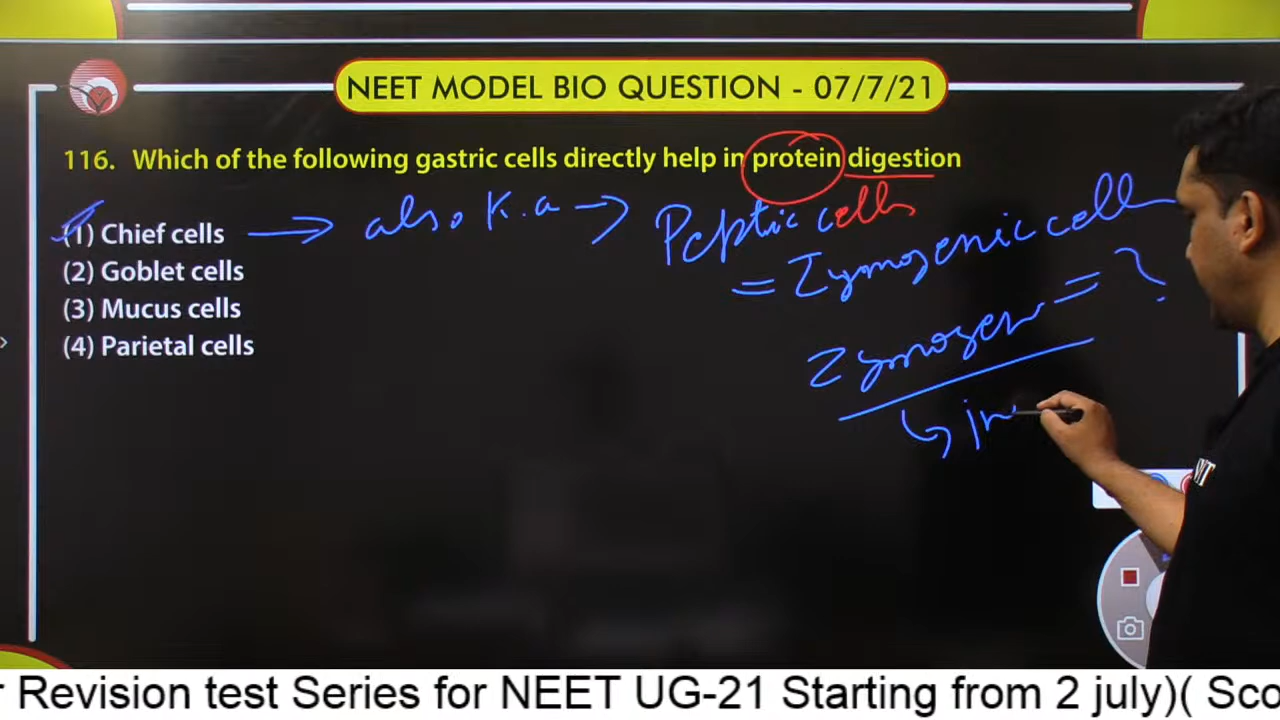 NEET MODEL BIO QUESTION - 07/7/21
116. Which of the following gastric cells directly help in protein digestion
(1) Chief cells → also K.a → Peptic cells
= Zymogenic cell
(2) Goblet cells
Zymogen = ?
(3) Mucus cells
(4) Parietal cells
↳ in
r Revision test Series for NEET UG-21 Starting from 2 july)( Sco